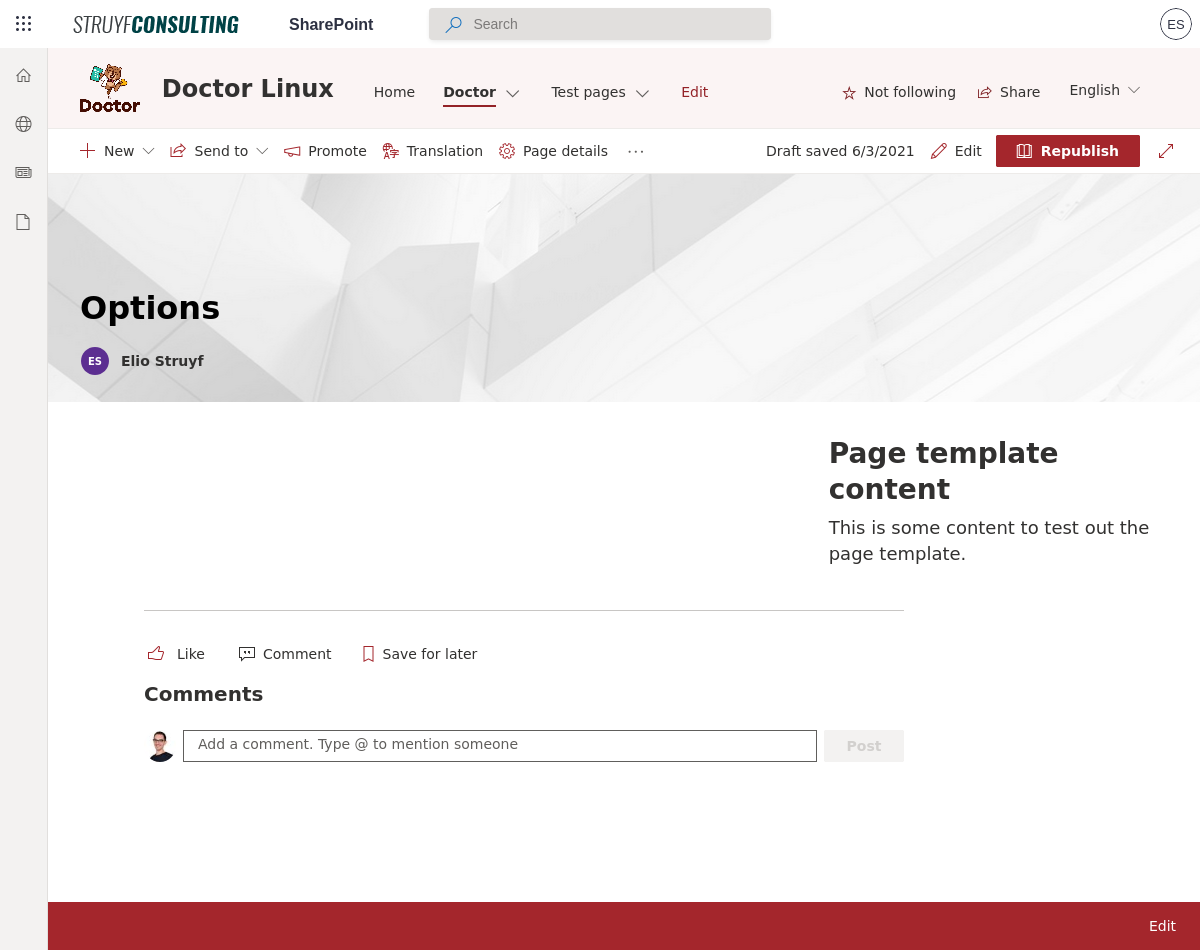 STRUYFCONSULTING SharePoint Search ES
Doctor Doctor Linux Home Doctor Test pages Edit Not following Share English
New Send to Promote Translation Page details ... Draft saved 6/3/2021 Edit Republish
Options
ES Elio Struyf
Page template
content
This is some content to test out the
page template.
Like Comment Save for later
Comments
Add a comment. Type @ to mention someone Post
Edit